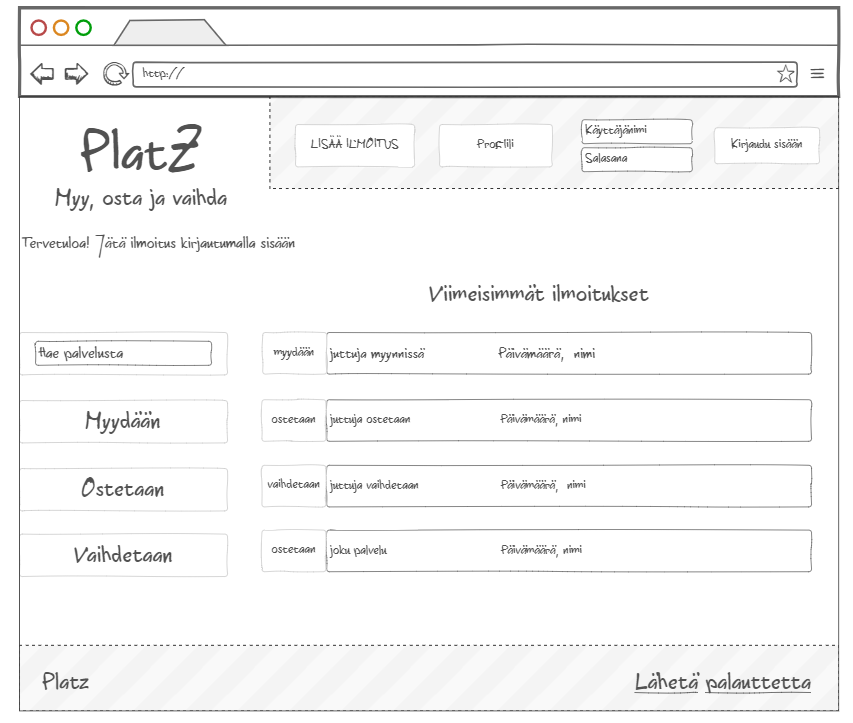 http://
PlatZ
Myy, osta ja vaihda
LISÄÄ ILMOITUS
Profiili
Käyttäjänimi
Salasana
Kirjaudu sisään
Tervetuloa! Jätä ilmoitus kirjautumalla sisään
Viimeisimmät ilmoitukset
Hae palvelusta
myydään juttuja myynnissä Päivämäärä, nimi
Myydään
ostetaan juttuja ostetaan Päivämäärä, nimi
Ostetaan
vaihdetaan juttuja vaihdetaan Päivämäärä, nimi
Vaihdetaan
ostetaan joku palvelu Päivämäärä, nimi
Platz
Lähetä palauttetta